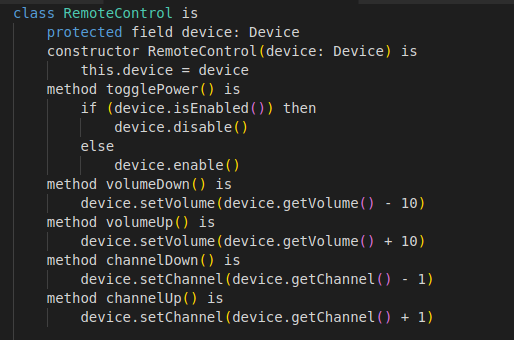 class RemoteControl is
    protected field device: Device
    constructor RemoteControl(device: Device) is
        this.device = device
    method togglePower() is
        if (device.isEnabled()) then
            device.disable()
        else
            device.enable()
    method volumeDown() is
        device.setVolume(device.getVolume() - 10)
    method volumeUp() is
        device.setVolume(device.getVolume() + 10)
    method channelDown() is
        device.setChannel(device.getChannel() - 1)
    method channelUp() is
        device.setChannel(device.getChannel() + 1)